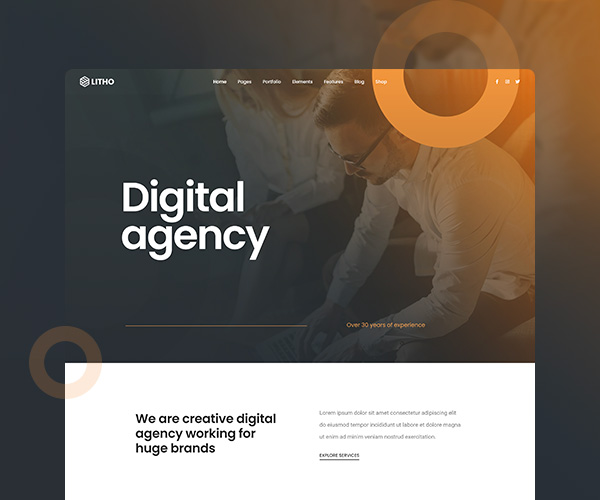 LITHO
Home Pages Portfolio Elements Features Blog Shop
Digital
agency
Over 30 years of experience
We are creative digital
agency working for
huge brands
Lorem ipsum dolor sit amet consectetur adipiscing elit
do eiusmod tempor incididunt ut labore et dolore magna
ut enim ad minim veniam nostrud exercitation.
EXPLORE SERVICES